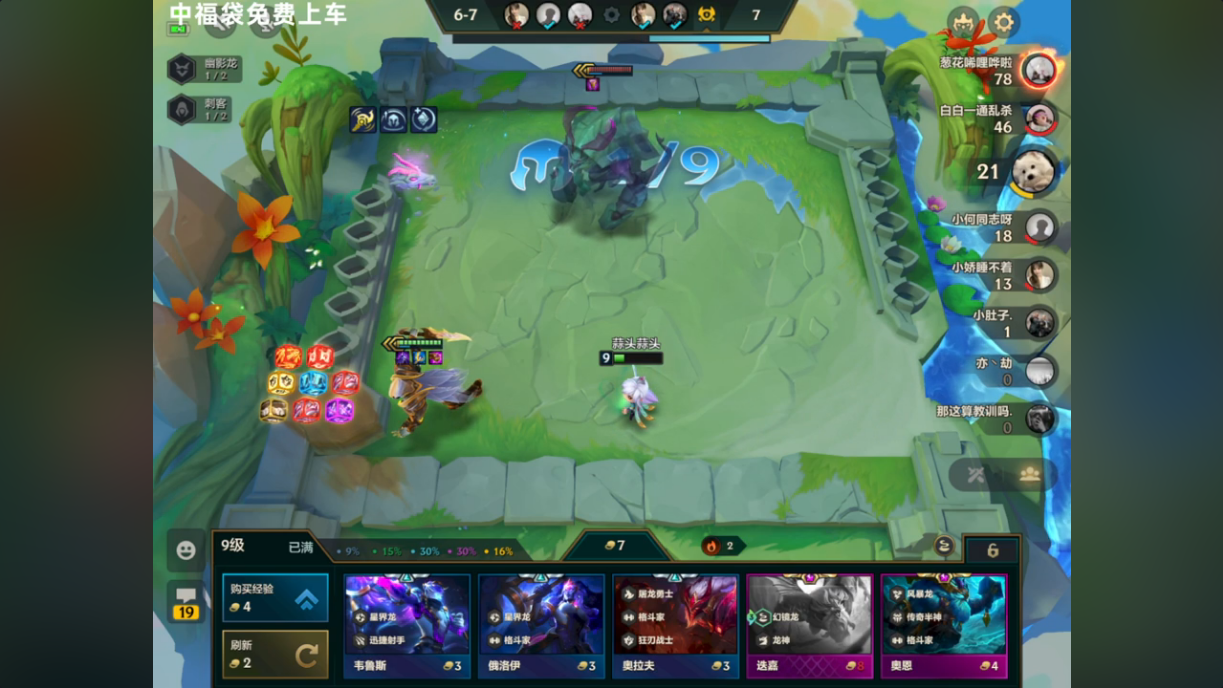 中福袋免费上车
6-7
7
幽影龙
1/2
刺客
1/2
/9
葱花唏哩哗啦
78
白白一通乱杀
46
21
小何同志呀
18
小娇睡不着
13
小肚子.
1
亦丶劫
0
那这算教训吗.
0
蒜头蒜头
9
19
9级
已满
9%
15%
30%
30%
16%
7
2
6
购买经验
4
刷新
2
星界龙
迅捷射手
韦鲁斯
3
星界龙
格斗家
俄洛伊
3
屠龙勇士
格斗家
狂刃战士
奥拉夫
3
幻镜龙
龙神
迭嘉
8
风暴龙
传奇丰神
格斗家
奥恩
4